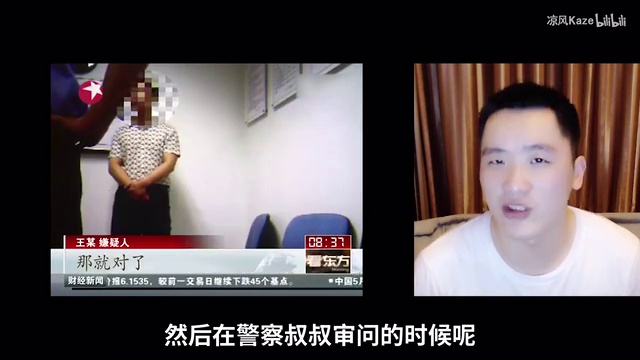 凉风Kaze bilibili
王某 嫌疑人
08:37
那就对了
看东方
Morning
财经新闻 报6.1535，较前一交易日继续下跌45个基点。 *中国5月
然后在警察叔叔审问的时候呢